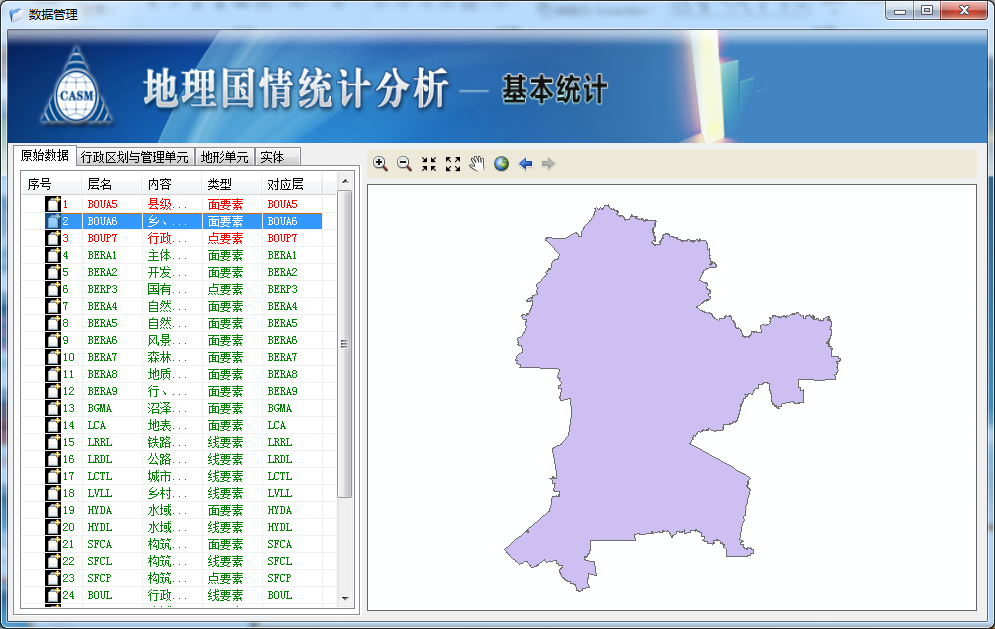 数据管理
CASM
地理国情统计分析 — 基本统计
原始数据 行政区划与管理单元 地形单元 实体
序号 层名 内容 类型 对应层
1 BOUA5 县级... 面要素 BOUA5
2 BOUA6 乡、... 面要素 BOUA6
3 BOUP7 行政... 点要素 BOUP7
4 BERA1 主体... 面要素 BERA1
5 BERA2 开发... 面要素 BERA2
6 BERP3 国有... 点要素 BERP3
7 BERA4 自然... 面要素 BERA4
8 BERA5 自然... 面要素 BERA5
9 BERA6 风景... 面要素 BERA6
10 BERA7 森林... 面要素 BERA7
11 BERA8 地质... 面要素 BERA8
12 BERA9 行、... 面要素 BERA9
13 BGMA 沼泽... 面要素 BGMA
14 LCA 地表... 面要素 LCA
15 LRRL 铁路... 线要素 LRRL
16 LRDL 公路... 线要素 LRDL
17 LCTL 城市... 线要素 LCTL
18 LVLL 乡村... 线要素 LVLL
19 HYDA 水域... 面要素 HYDA
20 HYDL 水域... 线要素 HYDL
21 SFCA 构筑... 面要素 SFCA
22 SFCL 构筑... 线要素 SFCL
23 SFCP 构筑... 点要素 SFCP
24 BOUL 行政... 线要素 BOUL